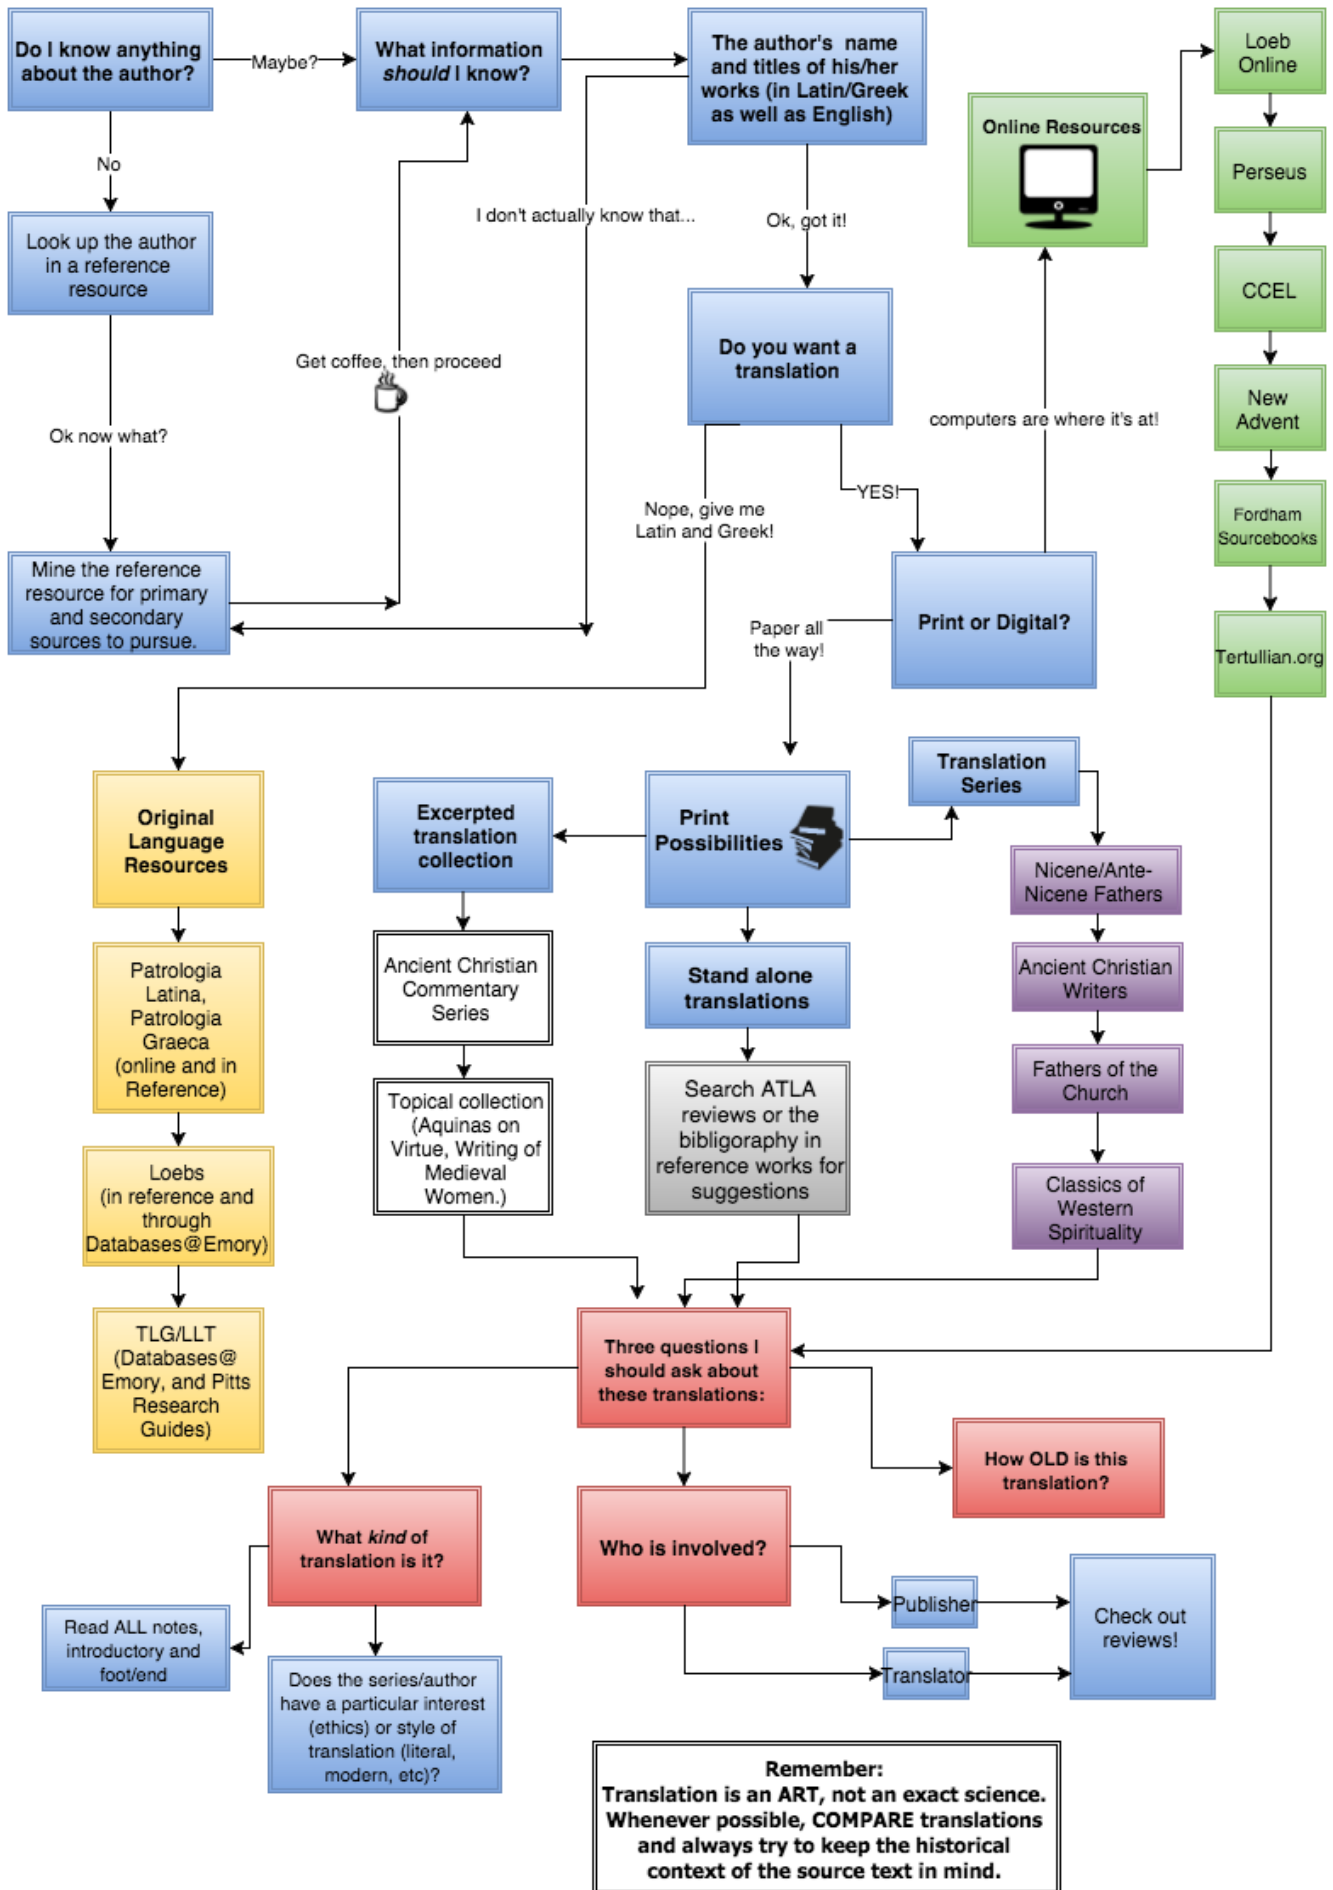 Do I know anything
about the author?
Maybe?
What information
should I know?
The author's name
and titles of his/her
works (in Latin/Greek
as well as English)
Loeb
Online
Online Resources
Perseus
No
I don't actually know that...
Ok, got it!
Look up the author
in a reference
resource
CCEL
Do you want a
translation
Get coffee, then proceed
New
Advent
computers are where it's at!
Ok now what?
YES!
Nope, give me
Latin and Greek!
Fordham
Sourcebooks
Mine the reference
resource for primary
and secondary
sources to pursue.
Print or Digital?
Paper all
the way!
Tertullian.org
Original
Language
Resources
Excerpted
translation
collection
Print
Possibilities
Translation
Series
Nicene/Ante-
Nicene Fathers
Patrologia
Latina,
Patrologia
Graeca
(online and in
Reference)
Ancient Christian
Commentary
Series
Stand alone
translations
Ancient Christian
Writers
Fathers of the
Church
Topical collection
(Aquinas on
Virtue, Writing of
Medieval
Women.)
Search ATLA
reviews or the
bibligoraphy in
reference works for
suggestions
Loebs
(in reference and
through
Databases@Emory)
Classics of
Western
Spirituality
TLG/LLT
(Databases@
Emory, and Pitts
Research
Guides)
Three questions I
should ask about
these translations:
How OLD is this
translation?
What kind of
translation is it?
Who is involved?
Publisher
Check out
reviews!
Translator
Read ALL notes,
introductory and
foot/end
Does the series/author
have a particular interest
(ethics) or style of
translation (literal,
modern, etc)?
Remember:
Translation is an ART, not an exact science.
Whenever possible, COMPARE translations
and always try to keep the historical
context of the source text in mind.